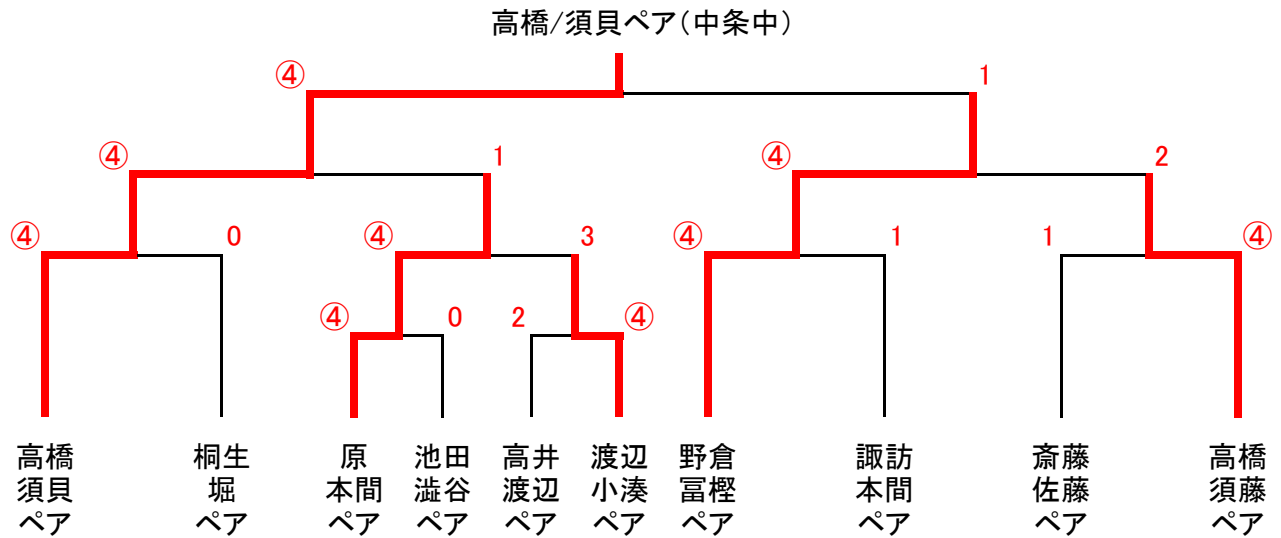 高橋/須貝ペア(中条中)
④ 1
④ 1 ④ 2
④ 0 ④ 3 ④ 1 1 ④
④ 0 2 ④
高橋 桐生 原 池田 高井 渡辺 野倉 諏訪 斎藤 高橋
須貝 堀 本間 澁谷 渡辺 小湊 冨樫 本間 佐藤 須藤
ペア ペア ペア ペア ペア ペア ペア ペア ペア ペア